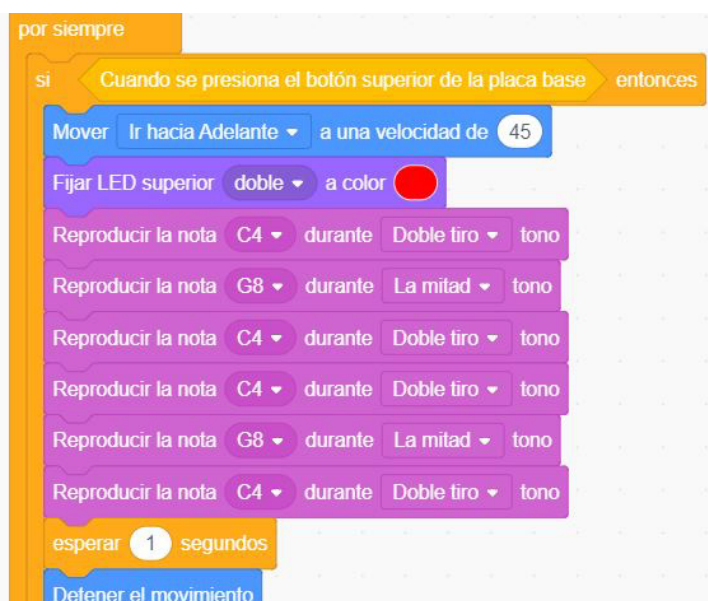 por siempre
si Cuando se presiona el botón superior de la placa base entonces
Mover Ir hacia Adelante a una velocidad de 45
Fijar LED superior doble a color
Reproducir la nota C4 durante Doble tiro tono
Reproducir la nota G8 durante La mitad tono
Reproducir la nota C4 durante Doble tiro tono
Reproducir la nota C4 durante Doble tiro tono
Reproducir la nota G8 durante La mitad tono
Reproducir la nota C4 durante Doble tiro tono
esperar 1 segundos
Detener el movimiento